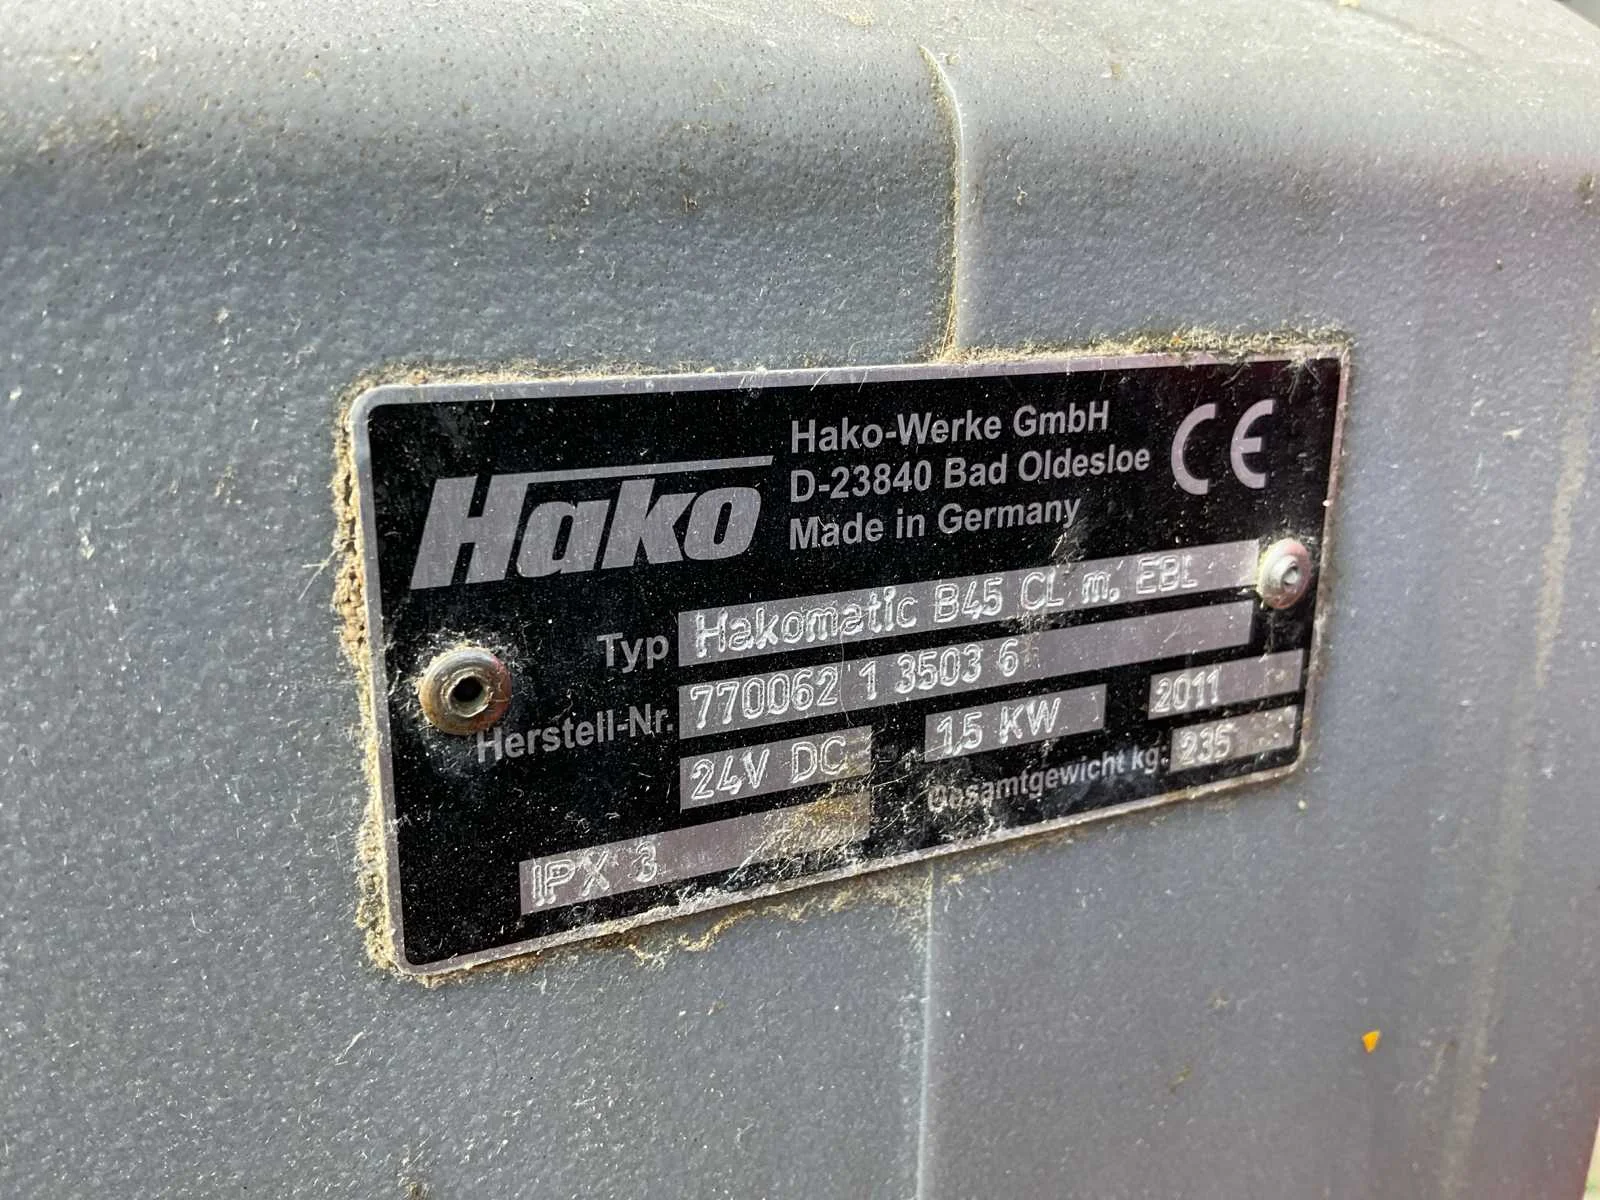 Hako
Hako-Werke GmbH
D-23840 Bad Oldesloe
Made in Germany
CE
Typ Hakomatic B45 CL m. EBL
Herstell-Nr. 770062 1 3503 6
24V DC 1,5 KW 2011
Gesamtgewicht kg: 235
IPX 3